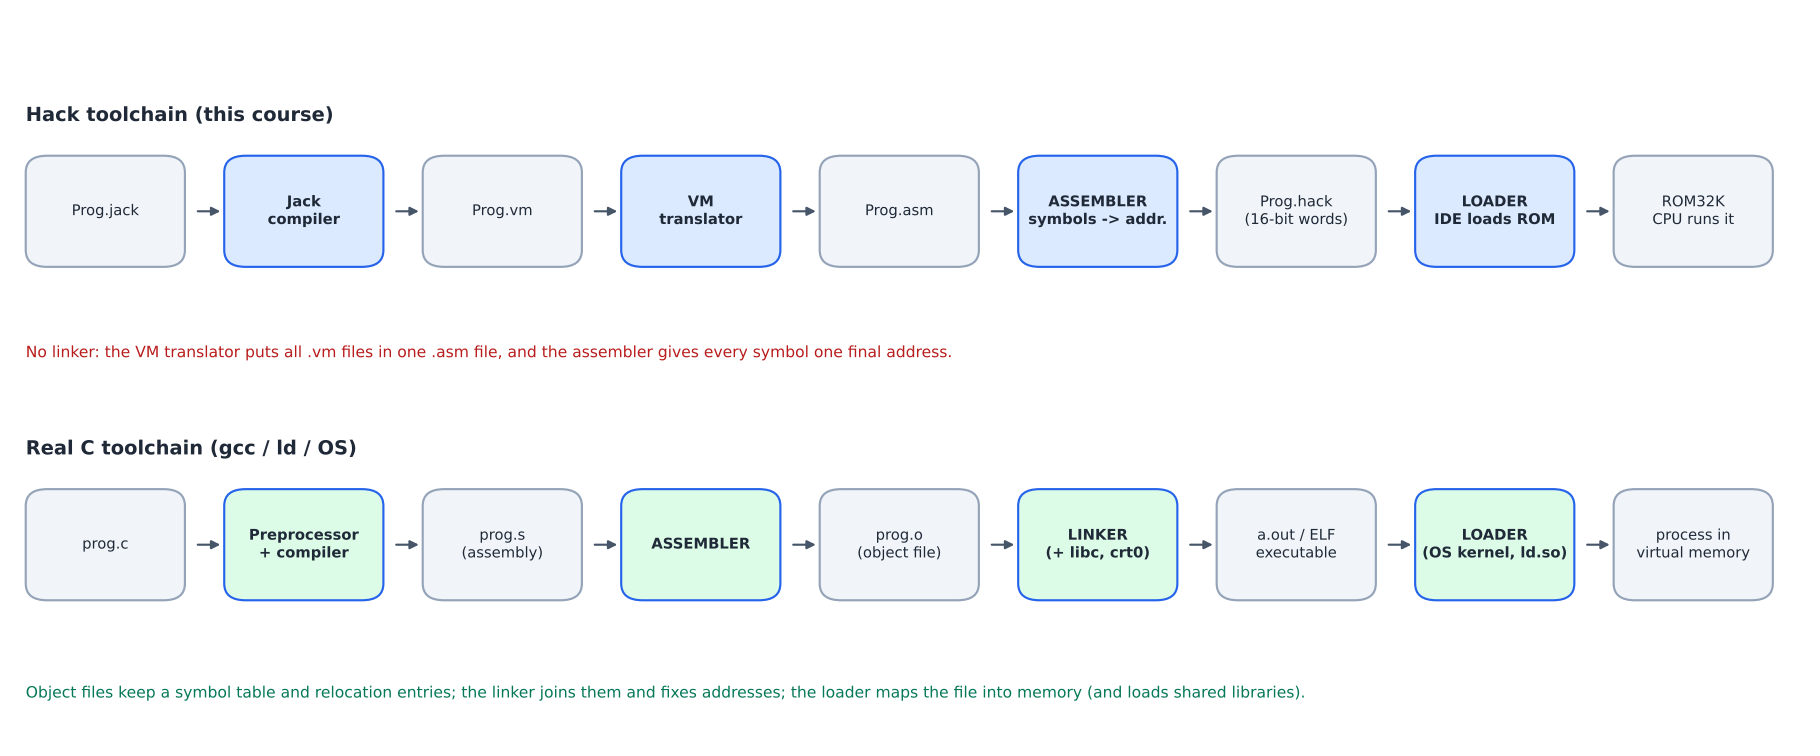 Hack toolchain (this course)
Prog.jack
Jack
compiler
Prog.vm
VM
translator
Prog.asm
ASSEMBLER
symbols -> addr.
Prog.hack
(16-bit words)
LOADER
IDE loads ROM
ROM32K
CPU runs it
No linker: the VM translator puts all .vm files in one .asm file, and the assembler gives every symbol one final address.
Real C toolchain (gcc / ld / OS)
prog.c
Preprocessor
+ compiler
prog.s
(assembly)
ASSEMBLER
prog.o
(object file)
LINKER
(+ libc, crt0)
a.out / ELF
executable
LOADER
(OS kernel, ld.so)
process in
virtual memory
Object files keep a symbol table and relocation entries; the linker joins them and fixes addresses; the loader maps the file into memory (and loads shared libraries).